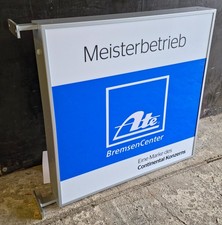 Meisterbetrieb
Ate
BremsenCenter
Eine Marke des
Continental Konzerns